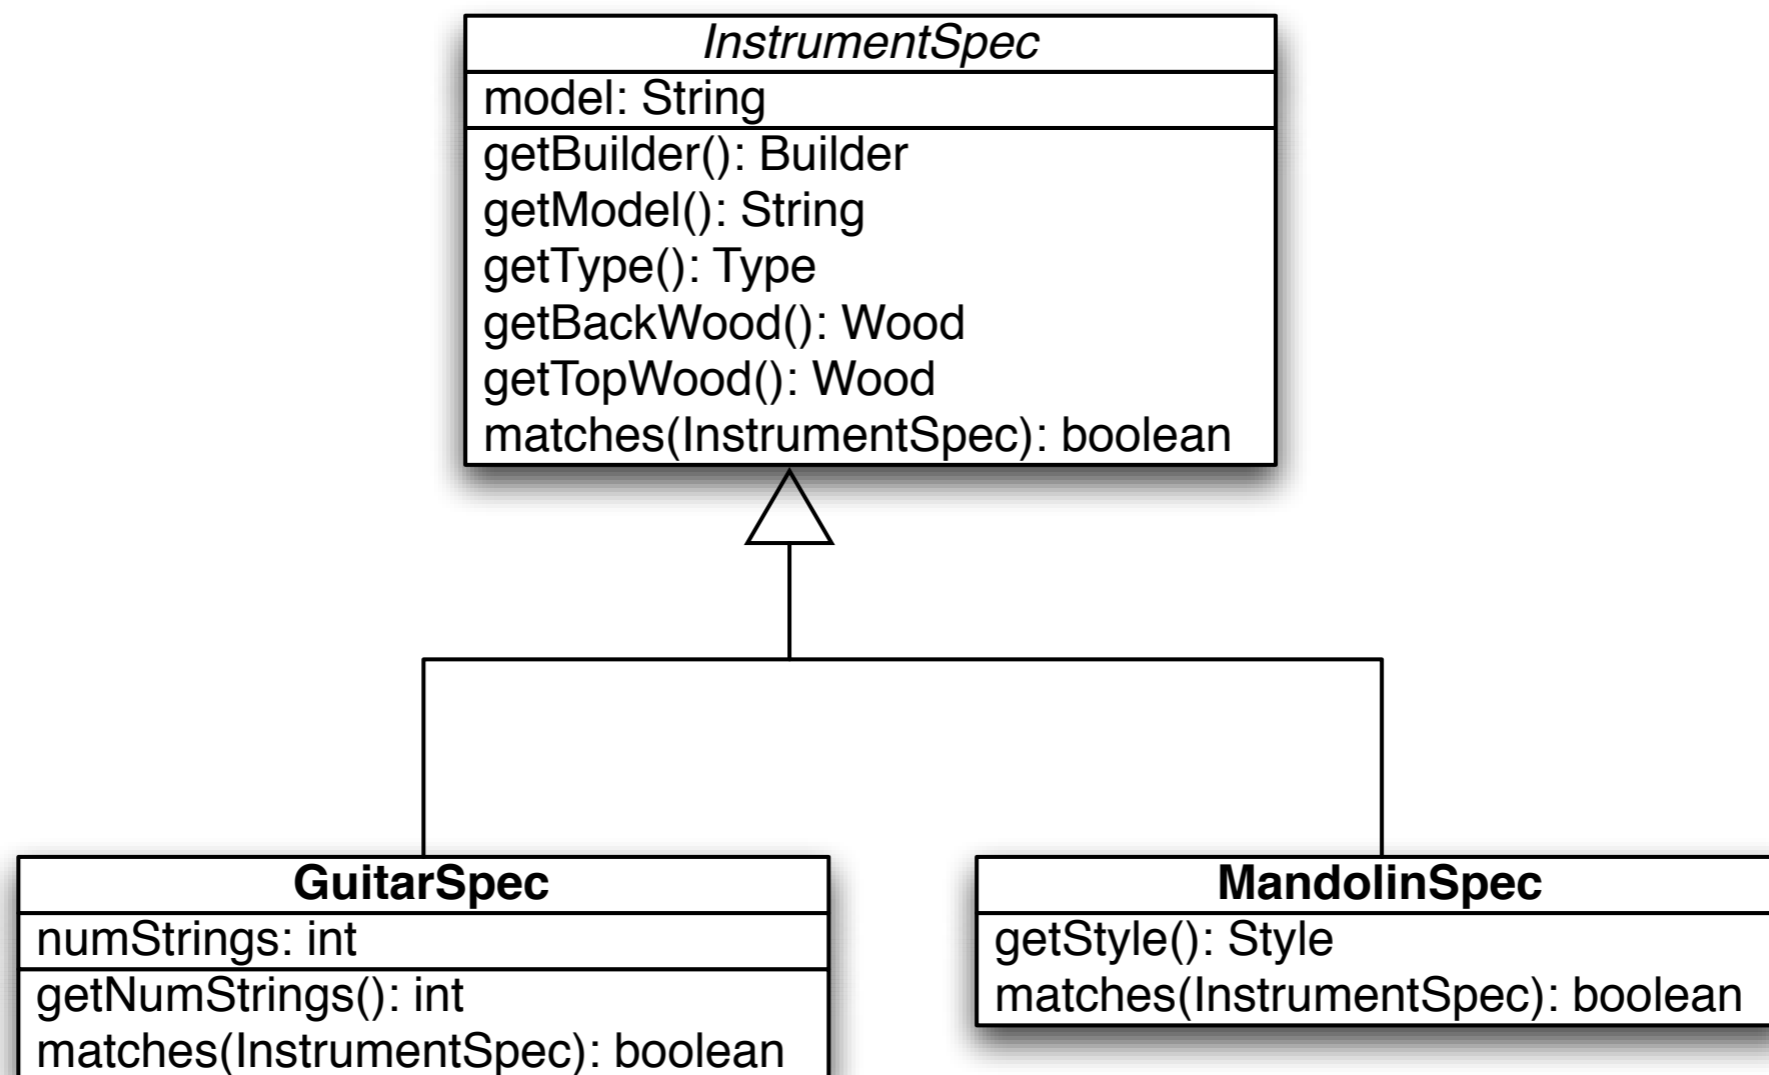 InstrumentSpec
model: String
getBuilder(): Builder
getModel(): String
getType(): Type
getBackWood(): Wood
getTopWood(): Wood
matches(InstrumentSpec): boolean
GuitarSpec
numStrings: int
getNumStrings(): int
matches(InstrumentSpec): boolean
MandolinSpec
getStyle(): Style
matches(InstrumentSpec): boolean